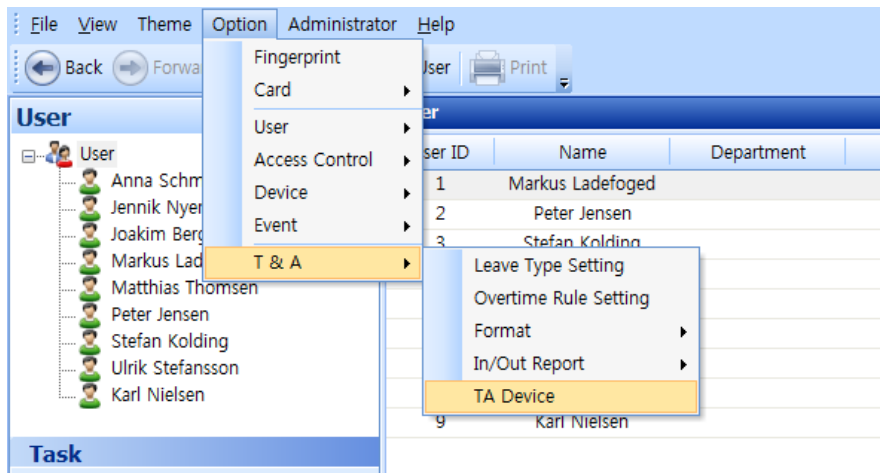 File View Theme Option Administrator Help
Back Forwa User Print
Fingerprint
Card
User
Access Control
Device
Event
T & A
Leave Type Setting
Overtime Rule Setting
Format
In/Out Report
TA Device
User
User
Anna Schm
Jennik Nyer
Joakim Berg
Markus Lad
Matthias Thomsen
Peter Jensen
Stefan Kolding
Ulrik Stefansson
Karl Nielsen
Task
er
ser ID Name Department
1 Markus Ladefoged
2 Peter Jensen
3 Stefan Kolding
9 Karl Nielsen